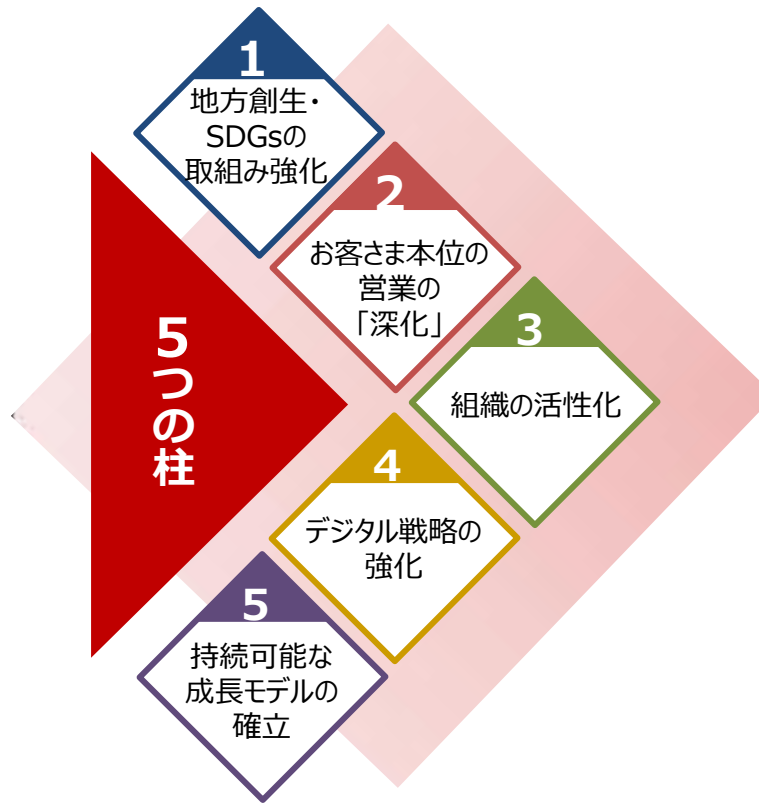 5つの柱
1
地方創生・
SDGsの
取組み強化
2
お客さま本位の
営業の
「深化」
3
組織の活性化
4
デジタル戦略の
強化
5
持続可能な
成長モデルの
確立